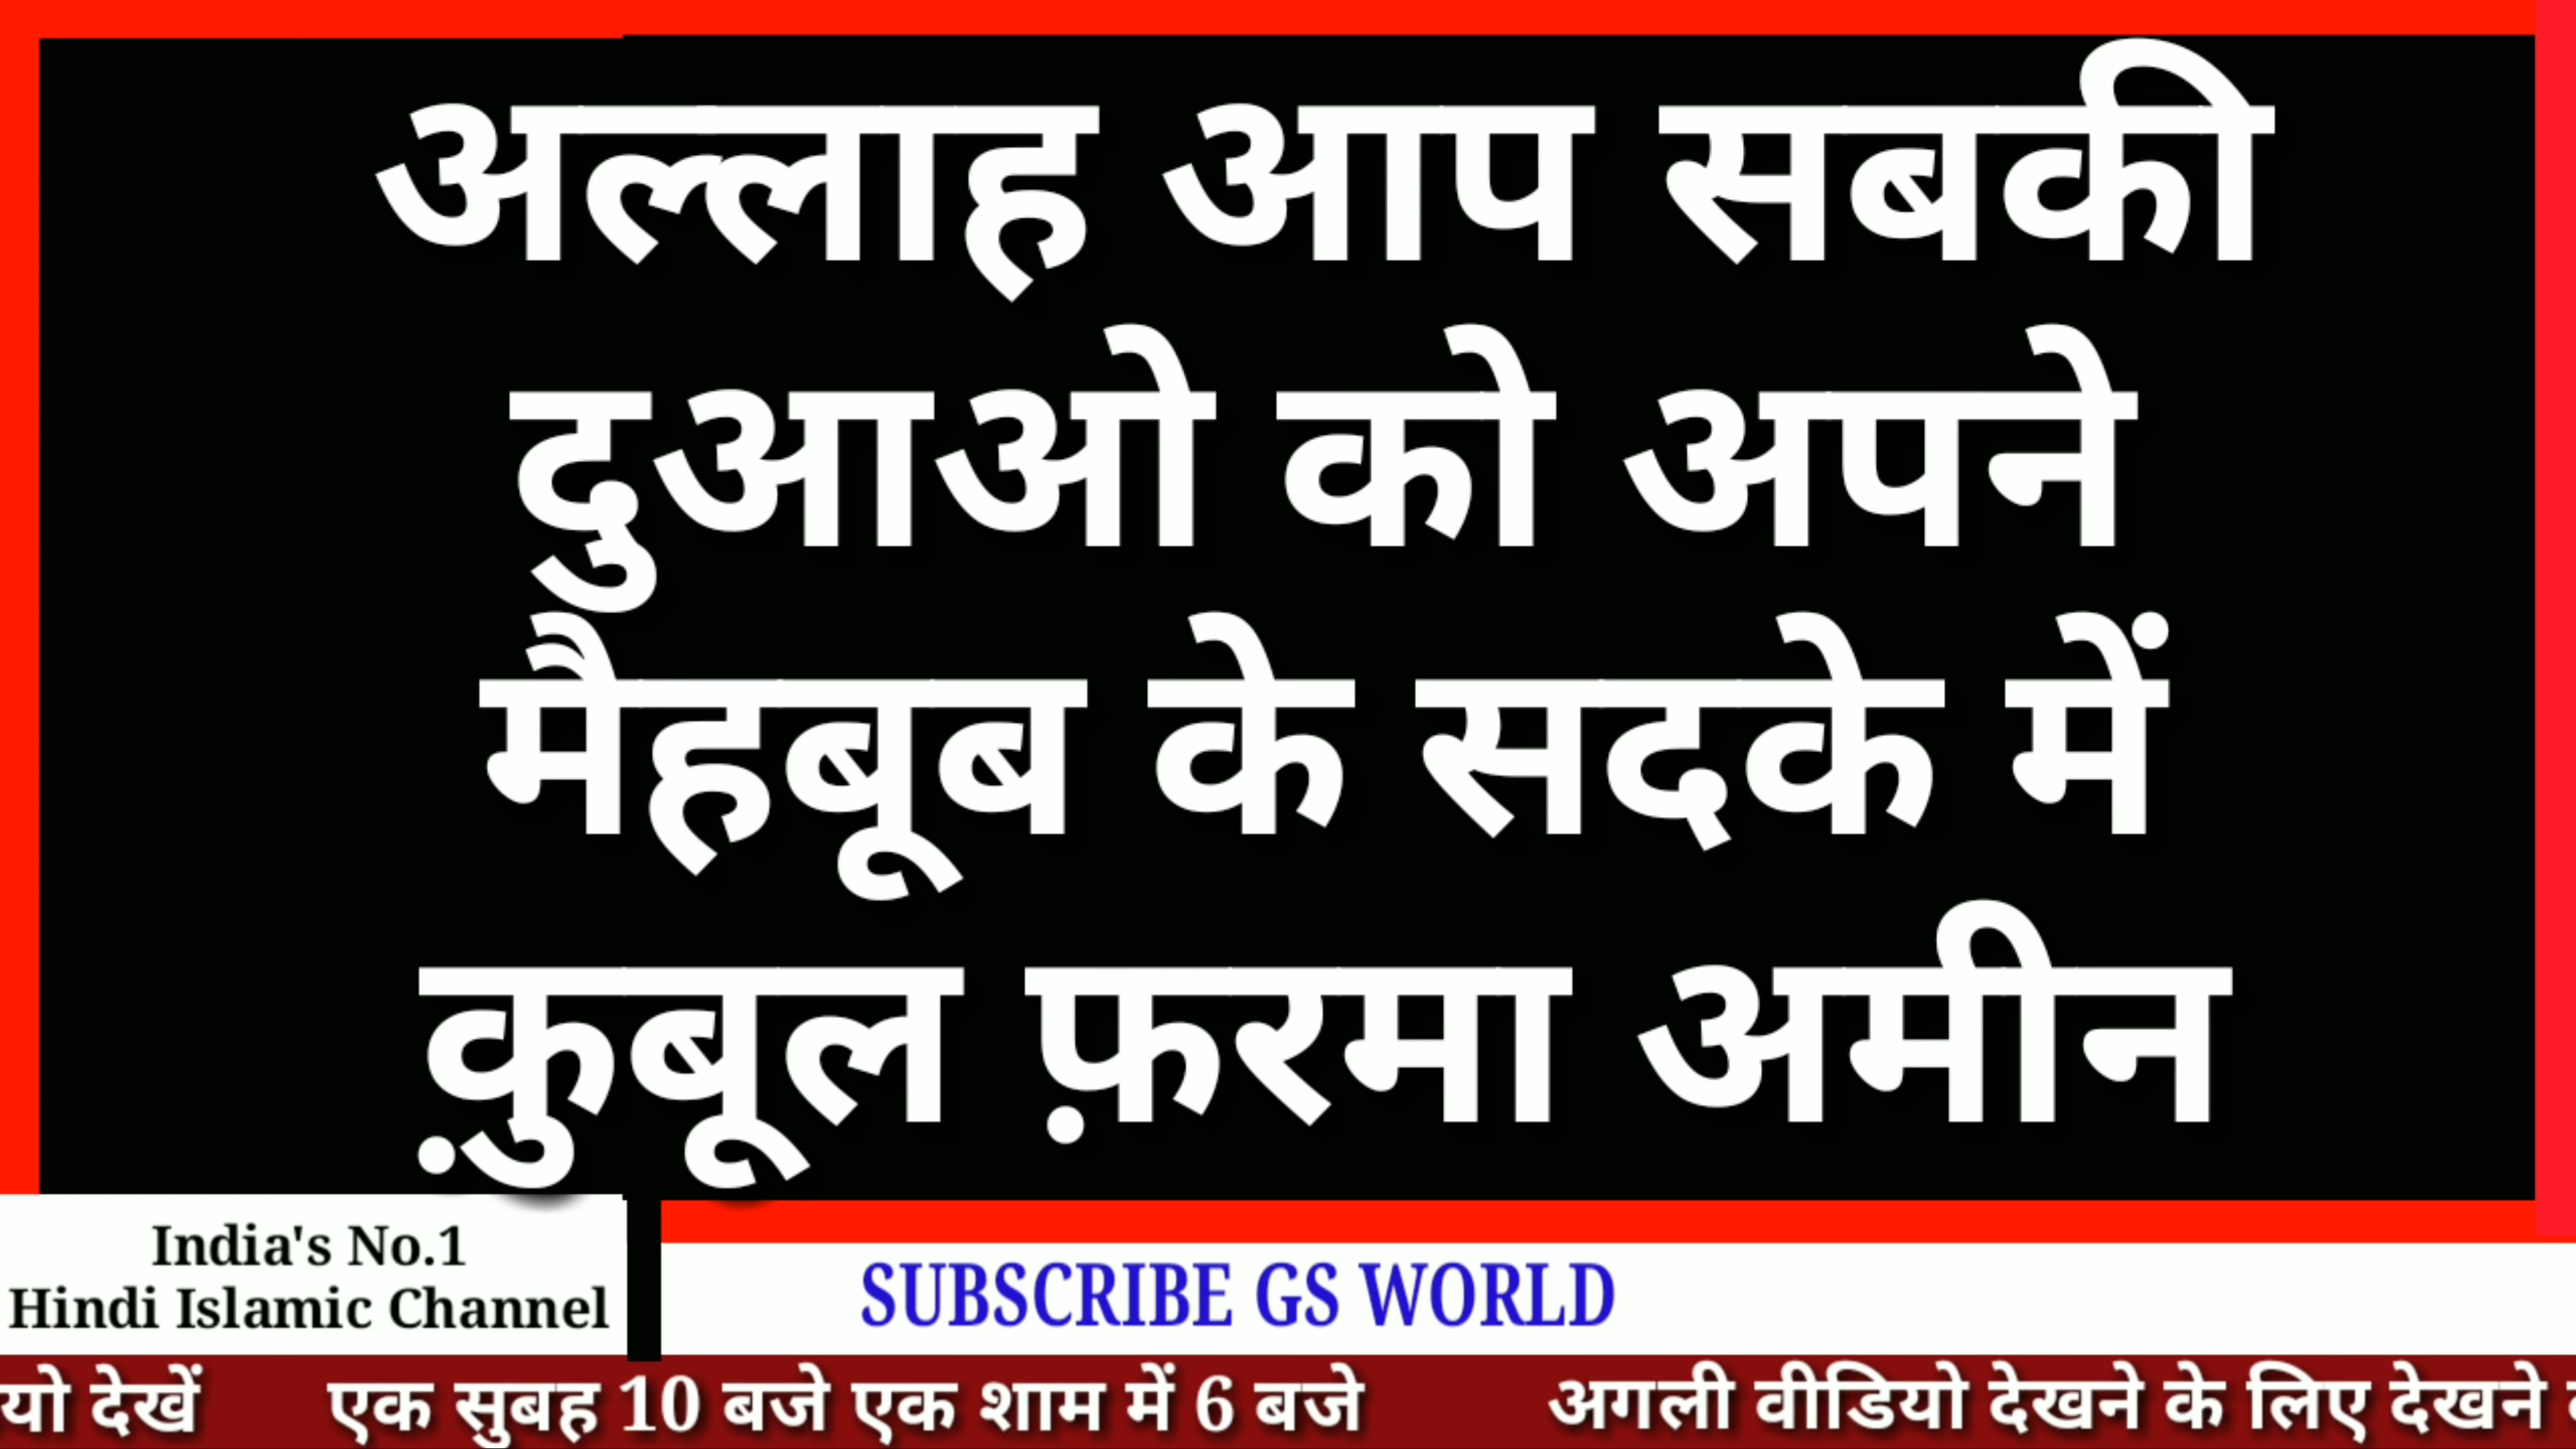 अल्लाह आप सबकी
दुआओ को अपने
मैहबूब के सदके में
क़ुबूल फ़रमा अमीन
India's No.1
Hindi Islamic Channel
SUBSCRIBE GS WORLD
यो देखें एक सुबह 10 बजे एक शाम में 6 बजे अगली वीडियो देखने के लिए देखने